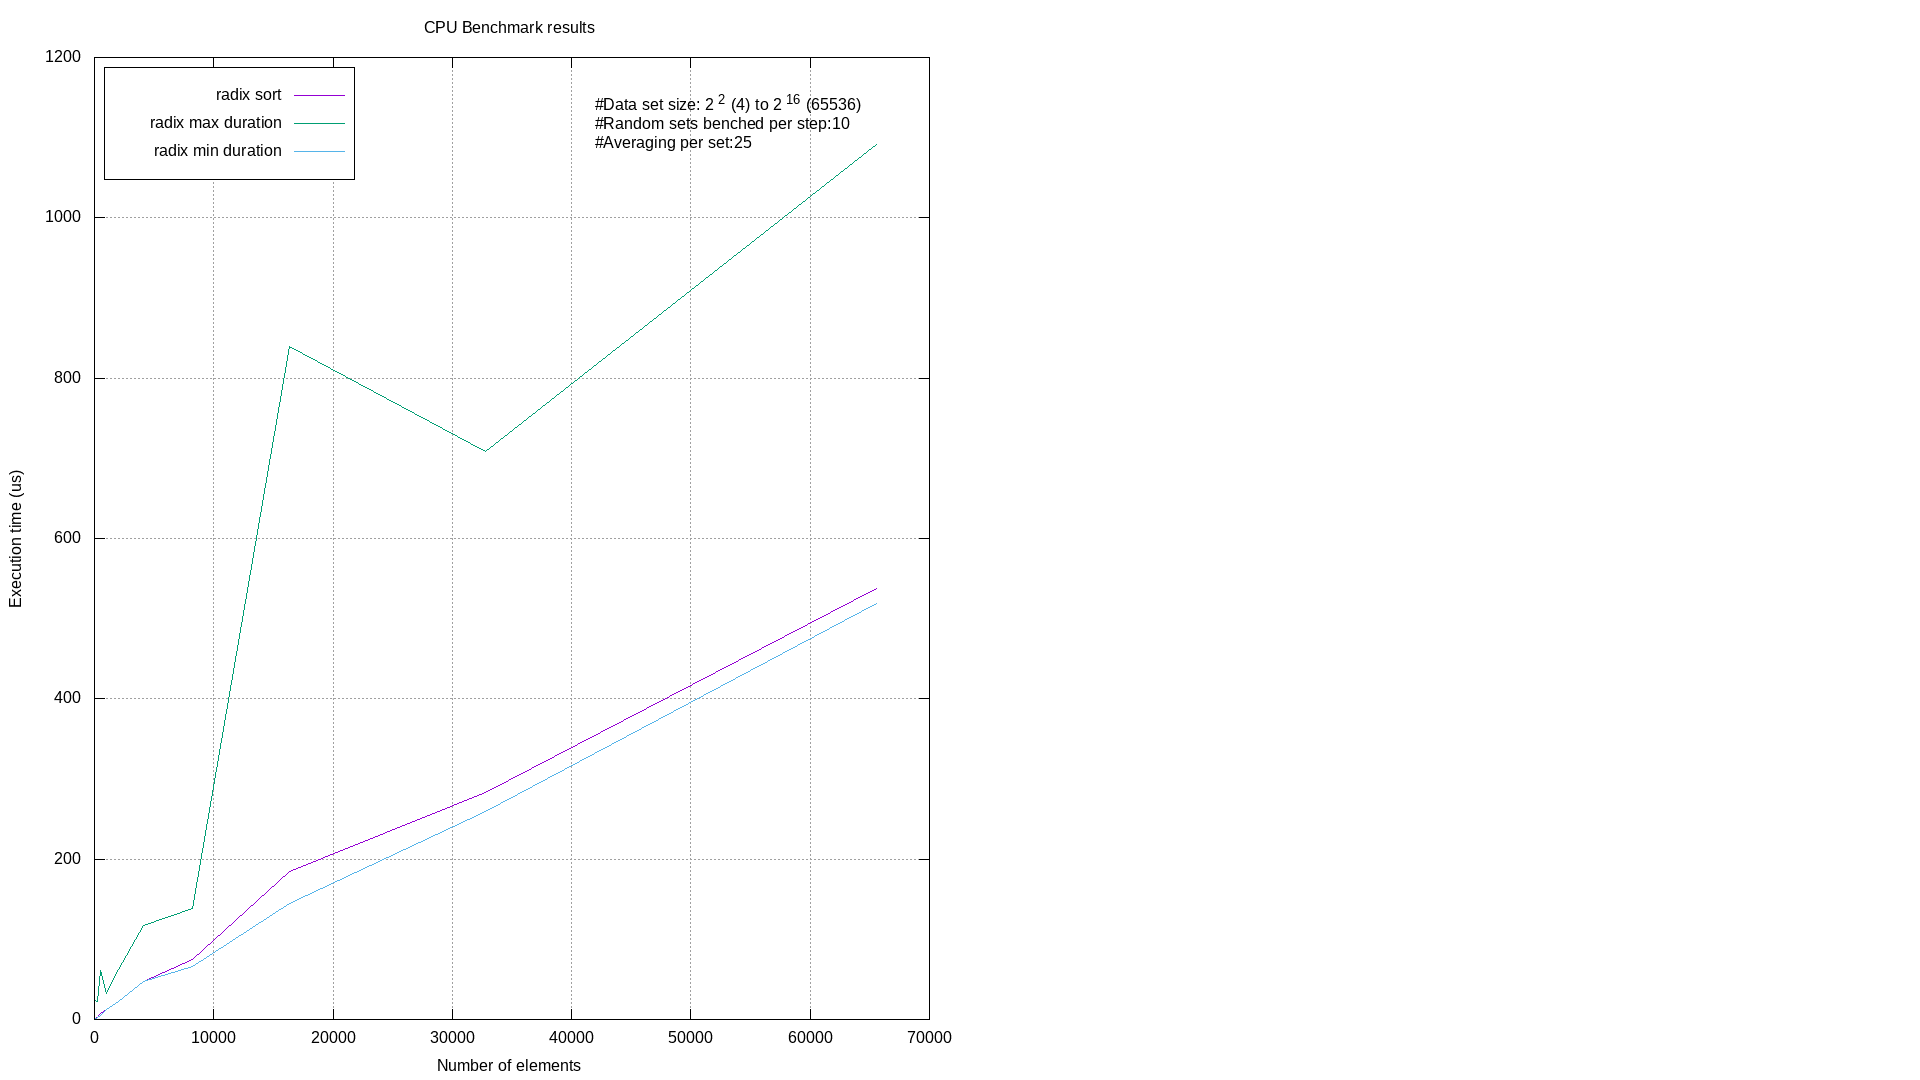 CPU Benchmark results
1200
1000
800
600
400
200
0
radix sort
radix max duration
radix min duration
#Data set size: 2 2 (4) to 2 16 (65536)
#Random sets benched per step:10
#Averaging per set:25
Execution time (us)
0 10000 20000 30000 40000 50000 60000 70000
Number of elements